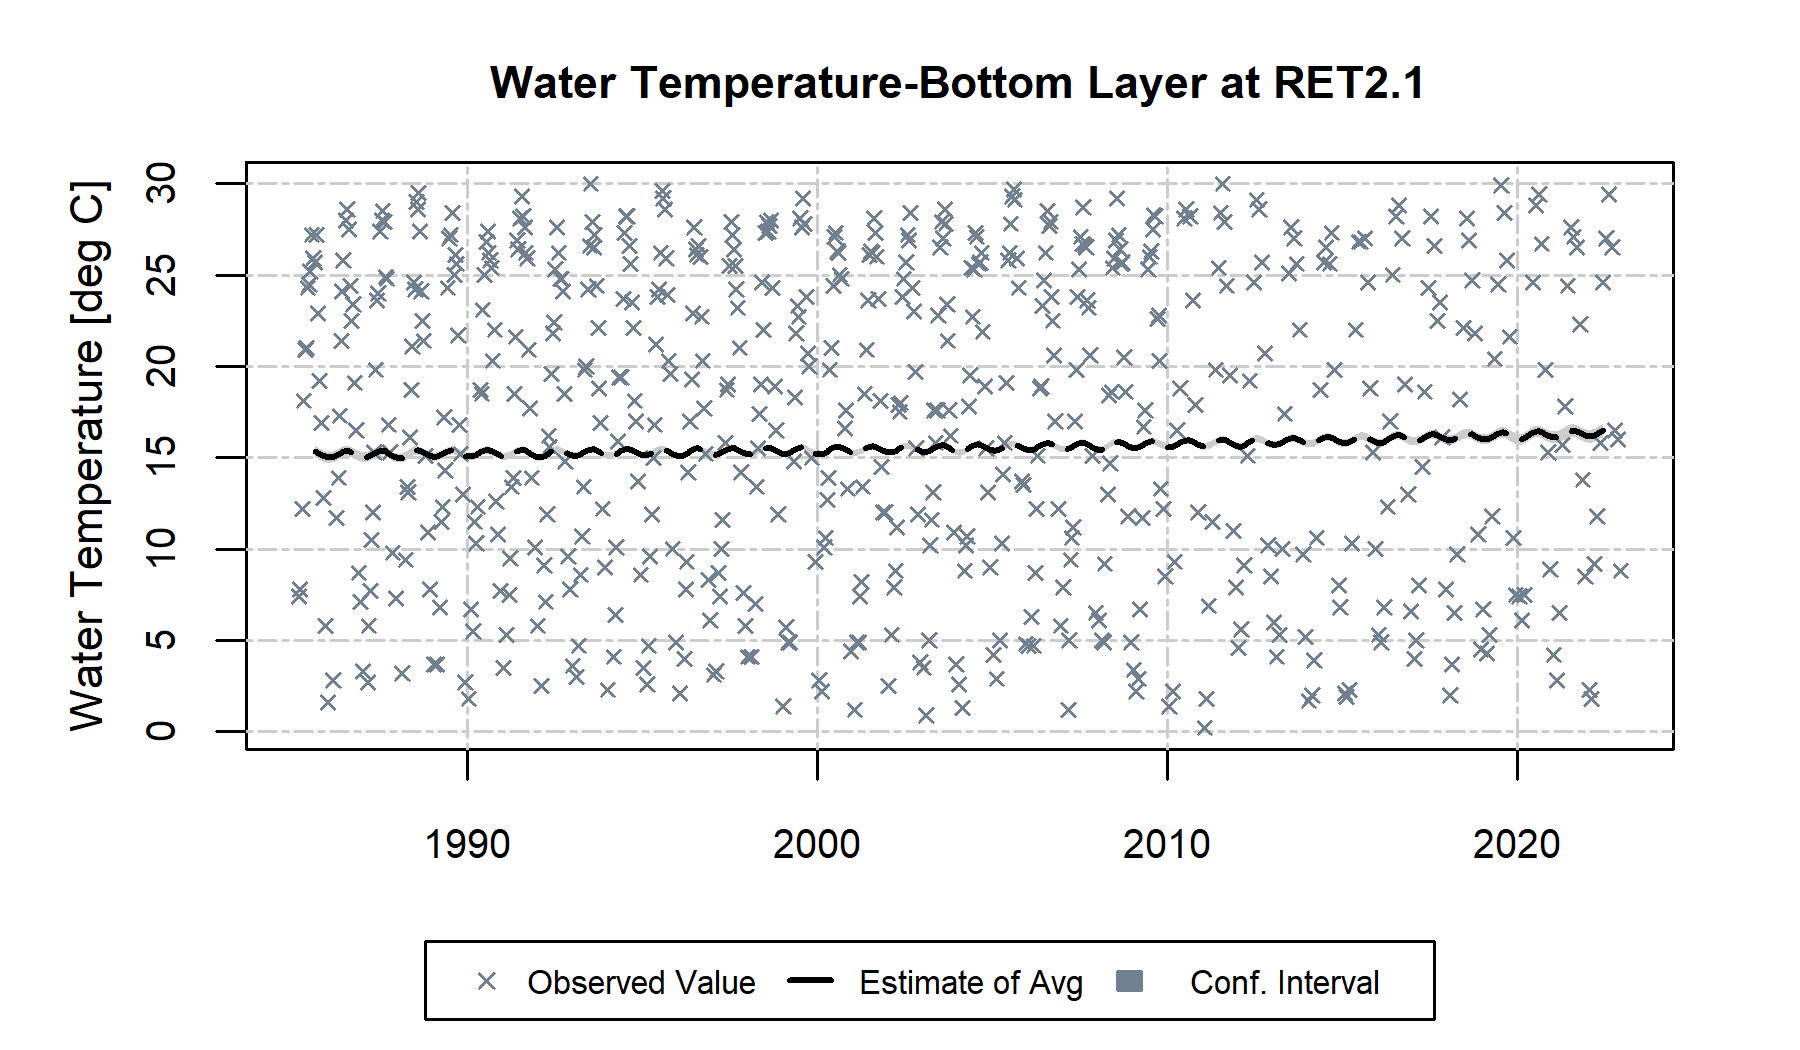 Water Temperature-Bottom Layer at RET2.1
Water Temperature [deg C]
30
25
20
15
10
5
0
1990 2000 2010 2020
Observed Value Estimate of Avg Conf. Interval